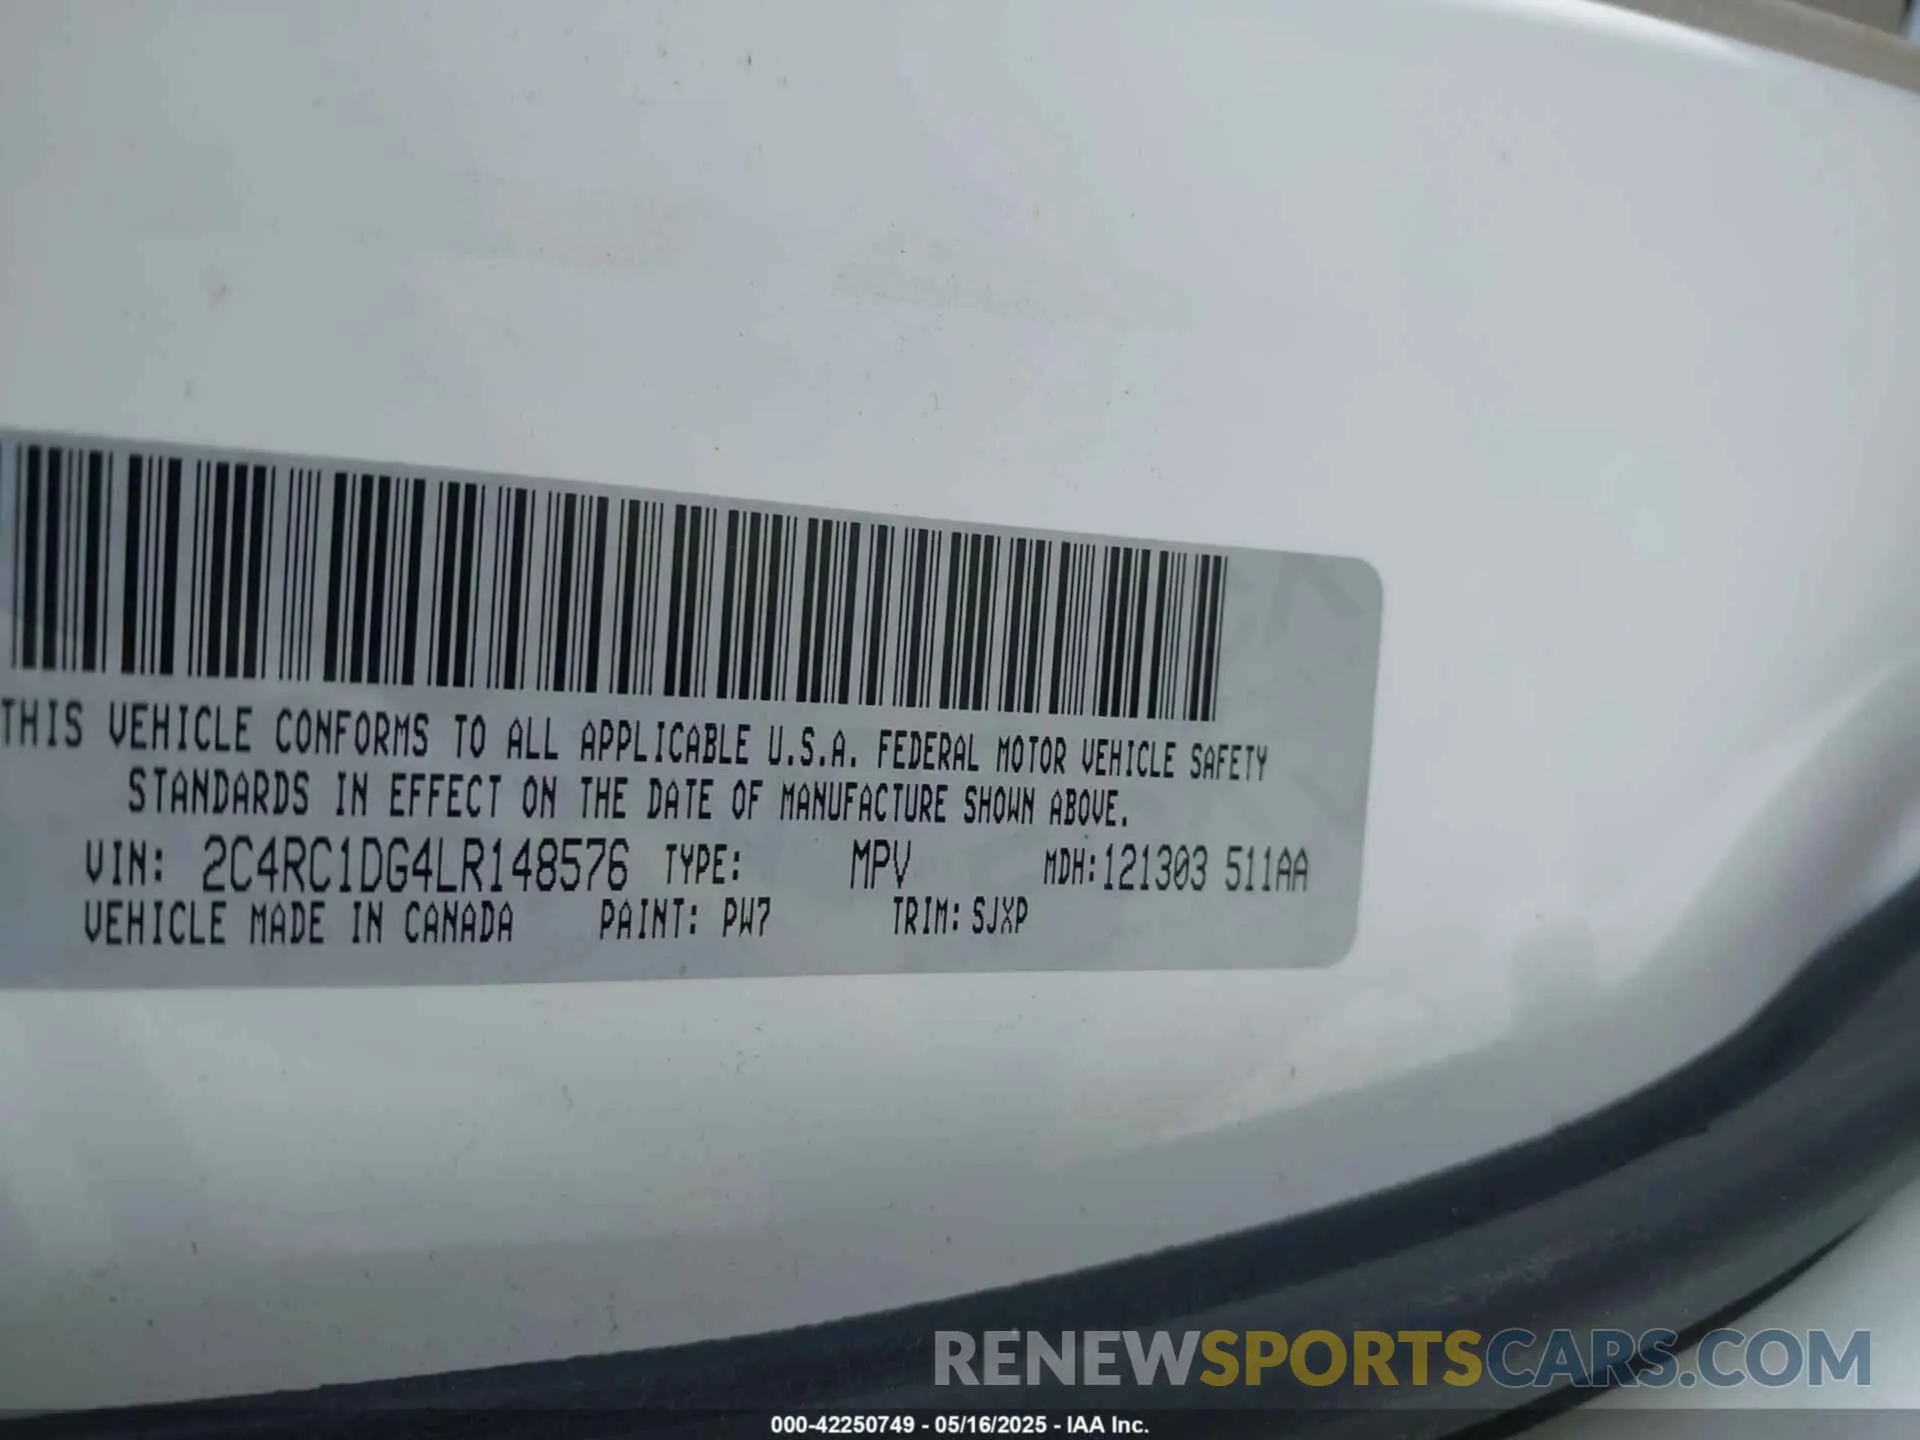 THIS VEHICLE CONFORMS TO ALL APPLICABLE U.S.A. FEDERAL MOTOR VEHICLE SAFETY
STANDARDS IN EFFECT ON THE DATE OF MANUFACTURE SHOWN ABOVE.
VIN: 2C4RC1DG4LR148576 TYPE: MPV MDH:121303 511AA
VEHICLE MADE IN CANADA PAINT: PW7 TRIM: SJXP
RENEWSPORTSCARS.COM
000-42250749 - 05/16/2025 - IAA Inc.